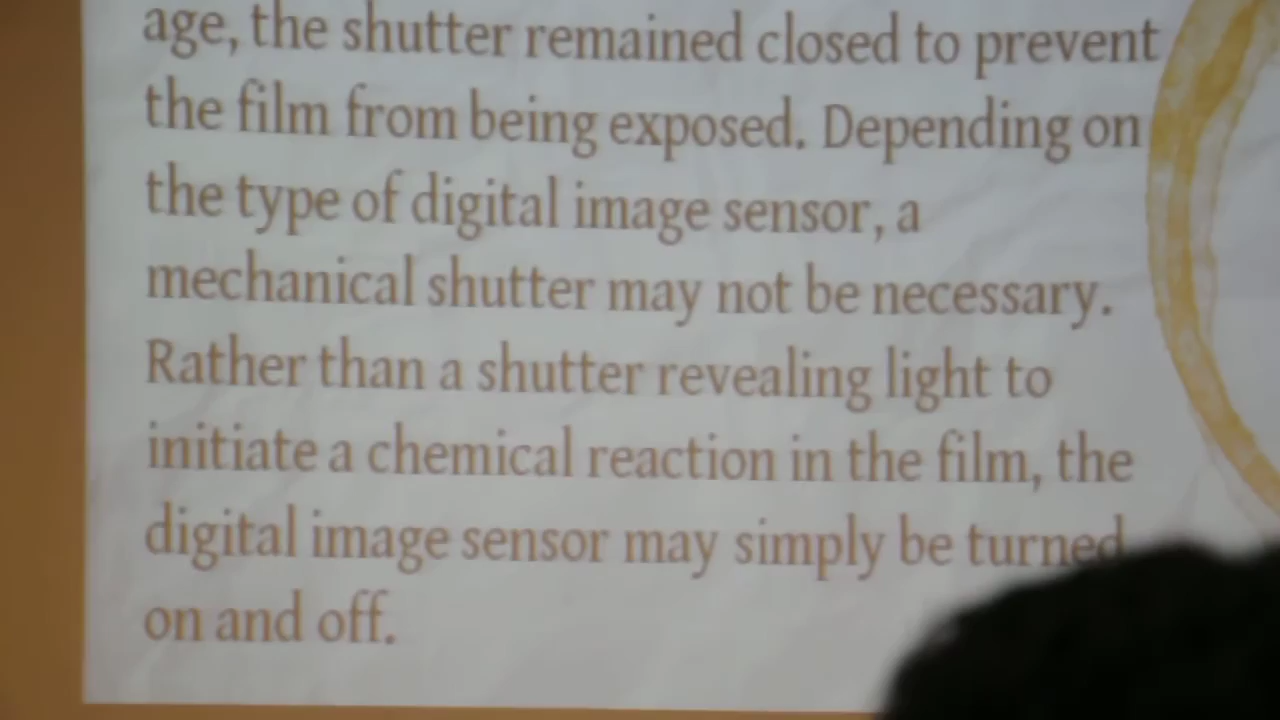 age, the shutter remained closed to prevent
the film from being exposed. Depending on
the type of digital image sensor, a
mechanical shutter may not be necessary.
Rather than a shutter revealing light to
initiate a chemical reaction in the film, the
digital image sensor may simply be turned
on and off.